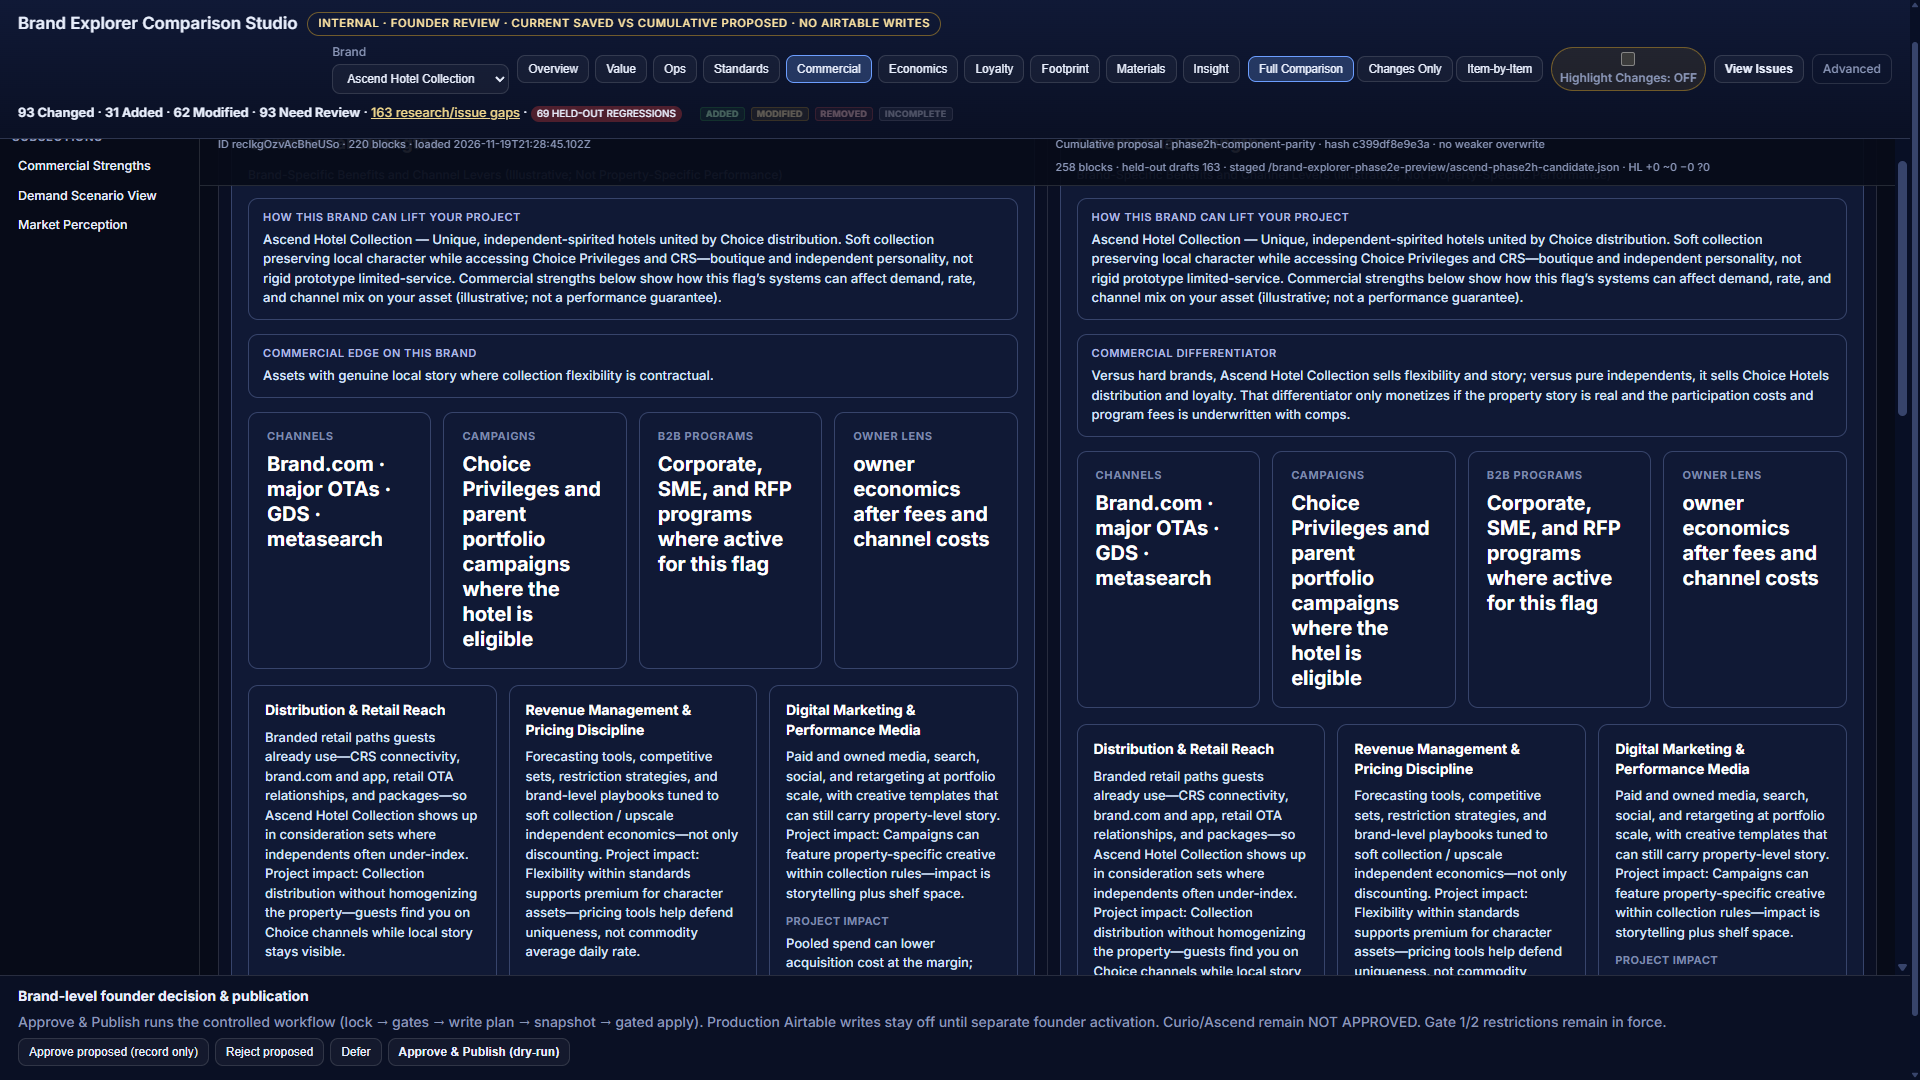 Brand Explorer Comparison Studio
INTERNAL · FOUNDER REVIEW · CURRENT SAVED VS CUMULATIVE PROPOSED · NO AIRTABLE WRITES
Brand
Ascend Hotel Collection
Overview
Value
Ops
Standards
Commercial
Economics
Loyalty
Footprint
Materials
Insight
Full Comparison
Changes Only
Item-by-Item
Highlight Changes: OFF
View Issues
Advanced
93 Changed · 31 Added · 62 Modified · 93 Need Review · 163 research/issue gaps ·
69 HELD-OUT REGRESSIONS
ADDED
MODIFIED
REMOVED
INCOMPLETE
Commercial Strengths
Demand Scenario View
Market Perception
ID recIkgOzvAcBheUSo · 220 blocks · loaded 2026-11-19T21:28:45.102Z
Brand-Specific Benefits and Channel Levers (Illustrative, Not Property-Specific Performance)
HOW THIS BRAND CAN LIFT YOUR PROJECT
Ascend Hotel Collection — Unique, independent-spirited hotels united by Choice distribution. Soft collection
preserving local character while accessing Choice Privileges and CRS—boutique and independent personality, not
rigid prototype limited-service. Commercial strengths below show how this flag's systems can affect demand, rate,
and channel mix on your asset (illustrative; not a performance guarantee).
COMMERCIAL EDGE ON THIS BRAND
Assets with genuine local story where collection flexibility is contractual.
CHANNELS
Brand.com ·
major OTAs ·
GDS ·
metasearch
CAMPAIGNS
Choice
Privileges and
parent
portfolio
campaigns
where the
hotel is
eligible
B2B PROGRAMS
Corporate,
SME, and RFP
programs
where active
for this flag
OWNER LENS
owner
economics
after fees and
channel costs
Distribution & Retail Reach
Branded retail paths guests
already use—CRS connectivity,
brand.com and app, retail OTA
relationships, and packages—so
Ascend Hotel Collection shows up
in consideration sets where
independents often under-index.
Project impact: Collection
distribution without homogenizing
the property—guests find you on
Choice channels while local story
stays visible.
Revenue Management &
Pricing Discipline
Forecasting tools, competitive
sets, restriction strategies, and
brand-level playbooks tuned to
soft collection / upscale
independent economics—not only
discounting. Project impact:
Flexibility within standards
supports premium for character
assets—pricing tools help defend
uniqueness, not commodity
average daily rate.
Digital Marketing &
Performance Media
Paid and owned media, search,
social, and retargeting at portfolio
scale, with creative templates that
can still carry property-level story.
Project impact: Campaigns can
feature property-specific creative
within collection rules—impact is
storytelling plus shelf space.
PROJECT IMPACT
Pooled spend can lower
acquisition cost at the margin;
Cumulative proposal · phase2h-component-parity · hash c399df8e9e3a · no weaker overwrite
258 blocks · held-out drafts 163 · staged /brand-explorer-phase2e-preview/ascend-phase2h-candidate.json · HL +0 ~0 −0 ?0
HOW THIS BRAND CAN LIFT YOUR PROJECT
Ascend Hotel Collection — Unique, independent-spirited hotels united by Choice distribution. Soft collection
preserving local character while accessing Choice Privileges and CRS—boutique and independent personality, not
rigid prototype limited-service. Commercial strengths below show how this flag's systems can affect demand, rate, and
channel mix on your asset (illustrative; not a performance guarantee).
COMMERCIAL DIFFERENTIATOR
Versus hard brands, Ascend Hotel Collection sells flexibility and story; versus pure independents, it sells Choice Hotels
distribution and loyalty. That differentiator only monetizes if the property story is real and the participation costs and
program fees is underwritten with comps.
CHANNELS
Brand.com ·
major OTAs ·
GDS ·
metasearch
CAMPAIGNS
Choice
Privileges and
parent
portfolio
campaigns
where the
hotel is
eligible
B2B PROGRAMS
Corporate,
SME, and RFP
programs
where active
for this flag
OWNER LENS
owner
economics
after fees and
channel costs
Distribution & Retail Reach
Branded retail paths guests
already use—CRS connectivity,
brand.com and app, retail OTA
relationships, and packages—so
Ascend Hotel Collection shows up
in consideration sets where
independents often under-index.
Project impact: Collection
distribution without homogenizing
the property—guests find you on
Choice channels while local story
Revenue Management &
Pricing Discipline
Forecasting tools, competitive
sets, restriction strategies, and
brand-level playbooks tuned to
soft collection / upscale
independent economics—not only
discounting. Project impact:
Flexibility within standards
supports premium for character
assets—pricing tools help defend
uniqueness, not commodity
Digital Marketing &
Performance Media
Paid and owned media, search,
social, and retargeting at portfolio
scale, with creative templates that
can still carry property-level story.
Project impact: Campaigns can
feature property-specific creative
within collection rules—impact is
storytelling plus shelf space.
PROJECT IMPACT
Brand-level founder decision & publication
Approve & Publish runs the controlled workflow (lock → gates → write plan → snapshot → gated apply). Production Airtable writes stay off until separate founder activation. Curio/Ascend remain NOT APPROVED. Gate 1/2 restrictions remain in force.
Approve proposed (record only)
Reject proposed
Defer
Approve & Publish (dry-run)